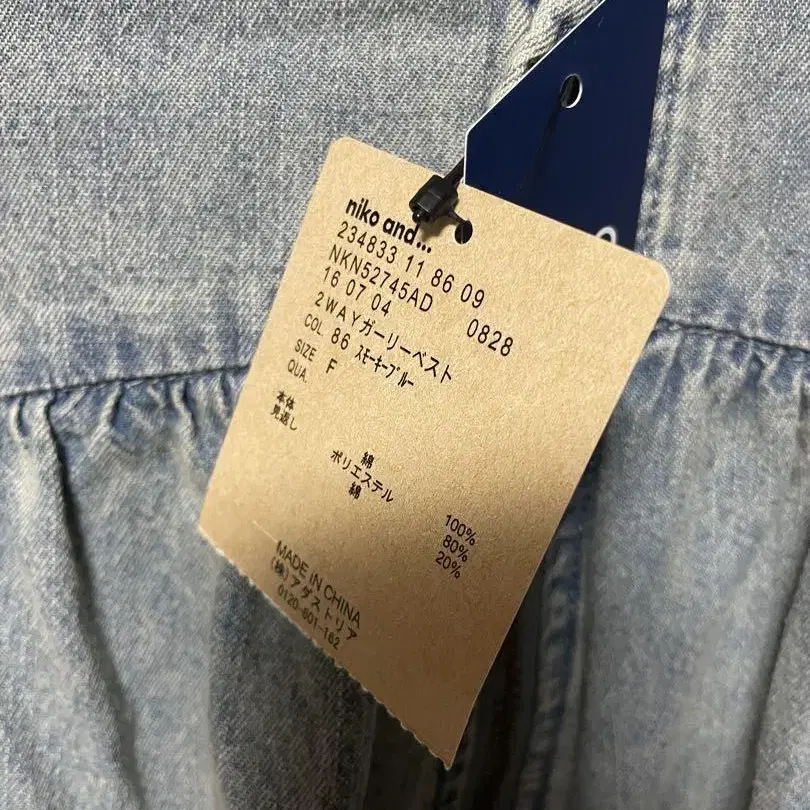 niko and...
234833 11 86 09
NKN52745AD 0828
16 07 04
2WAYガーリーベスト
COL. 86 ｽﾓｰｷｰﾌﾞﾙｰ
SIZE F
QUA.
本体 綿 100%
見返し ポリエステル 80%
綿 20%
MADE IN CHINA
(株)アダストリア
0120-601-162